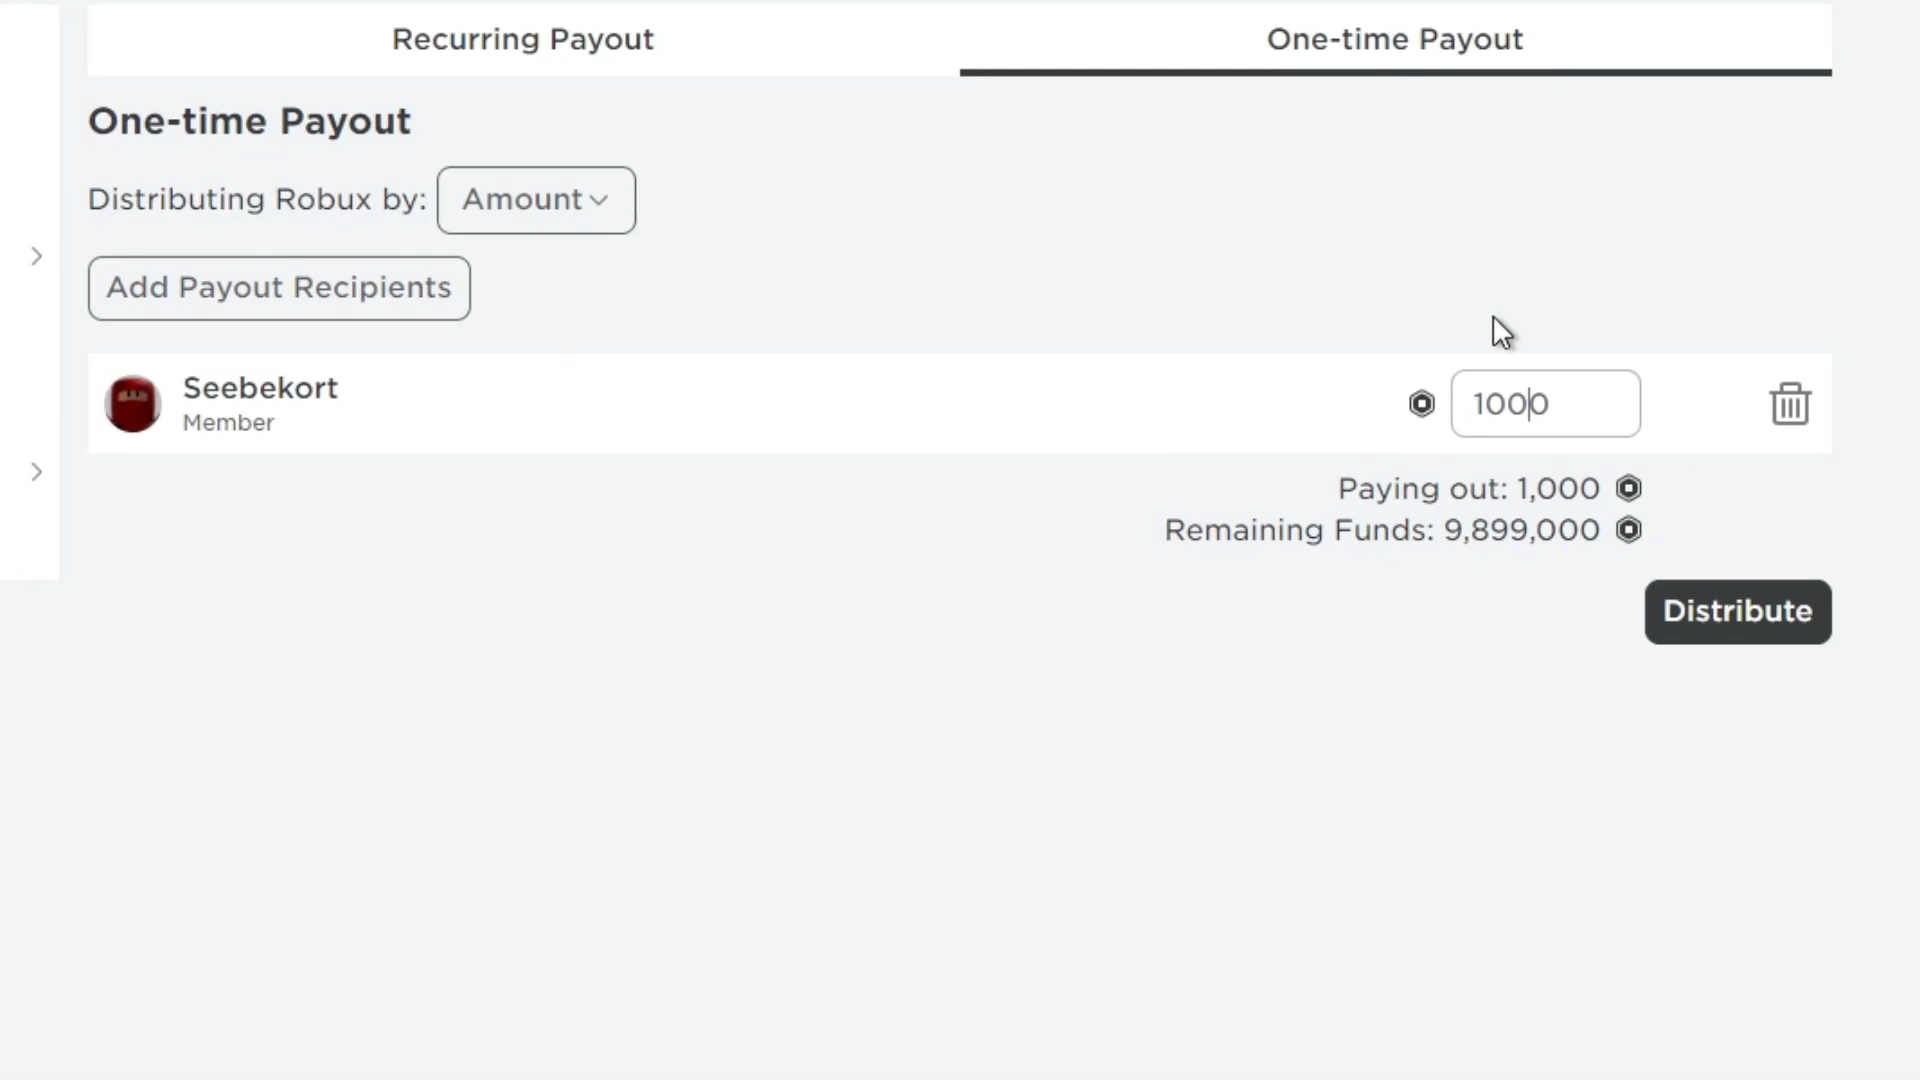 Recurring Payout
One-time Payout
One-time Payout
Distributing Robux by: Amount
Add Payout Recipients
Seebekort
Member
1000
Paying out: 1,000
Remaining Funds: 9,899,000
Distribute